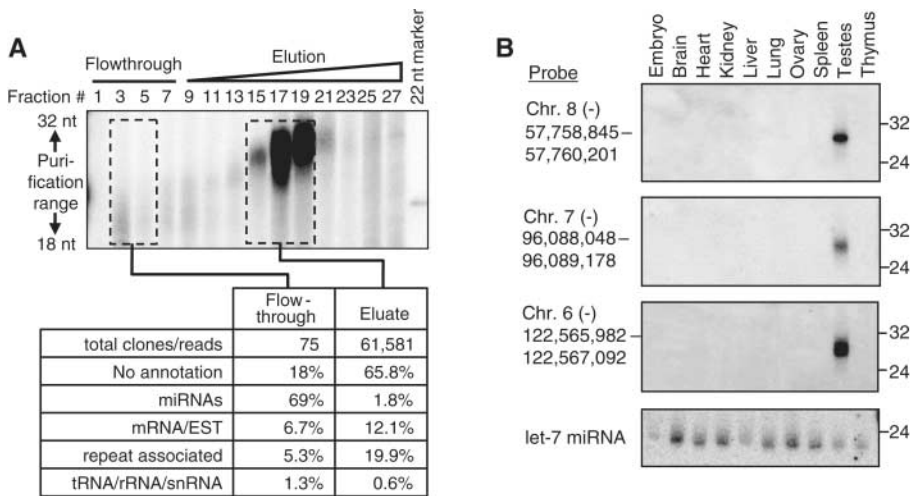 A
Flowthrough
Elution
22 nt marker
Fraction #
1 3 5 7 9 11 13 15 17 19 21 23 25 27
32 nt
Puri-
fication
range
18 nt
Flow-
through
Eluate
total clones/reads 75 61,581
No annotation 18% 65.8%
miRNAs 69% 1.8%
mRNA/EST 6.7% 12.1%
repeat associated 5.3% 19.9%
tRNA/rRNA/snRNA 1.3% 0.6%
B
Embryo
Brain
Heart
Kidney
Liver
Lung
Ovary
Spleen
Testes
Thymus
Probe
Chr. 8 (-)
57,758,845–
57,760,201
32
24
Chr. 7 (-)
96,088,048–
96,089,178
32
24
Chr. 6 (-)
122,565,982–
122,567,092
32
24
let-7 miRNA
24